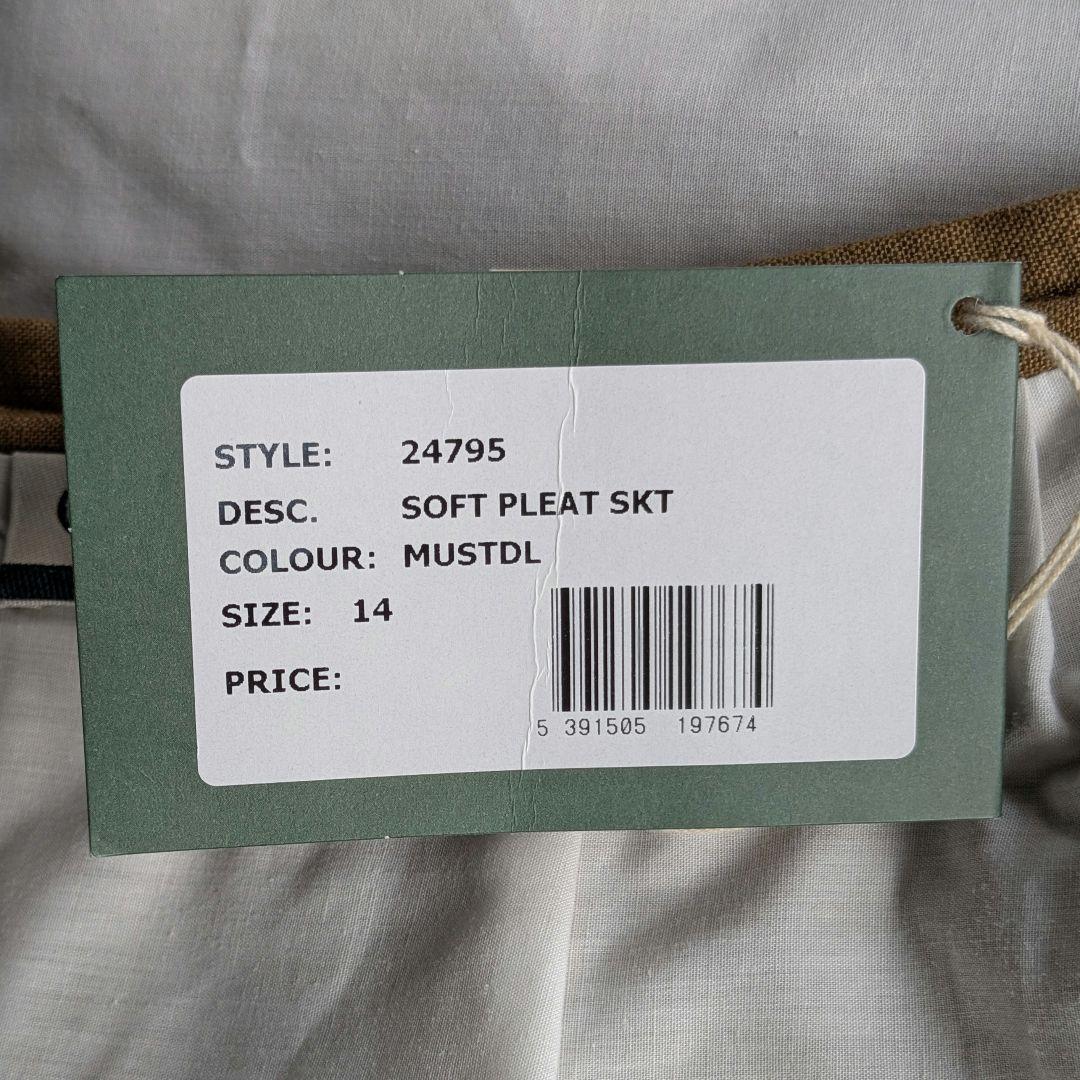 STYLE: 24795
DESC. SOFT PLEAT SKT
COLOUR: MUSTDL
SIZE: 14
PRICE:
5 391505 197674